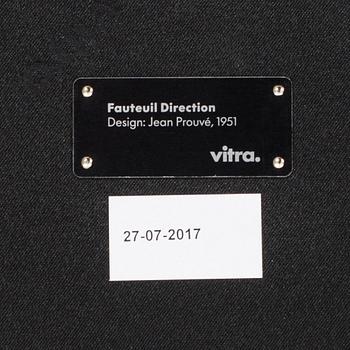 Fauteuil Direction
Design: Jean Prouvé, 1951
vitra.
27-07-2017